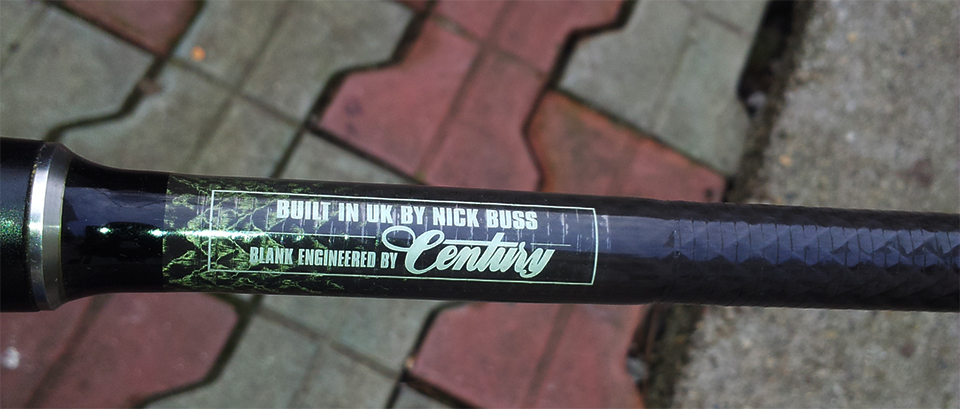 BUILT IN UK BY NICK BUSS
BLANK ENGINEERED BY Century